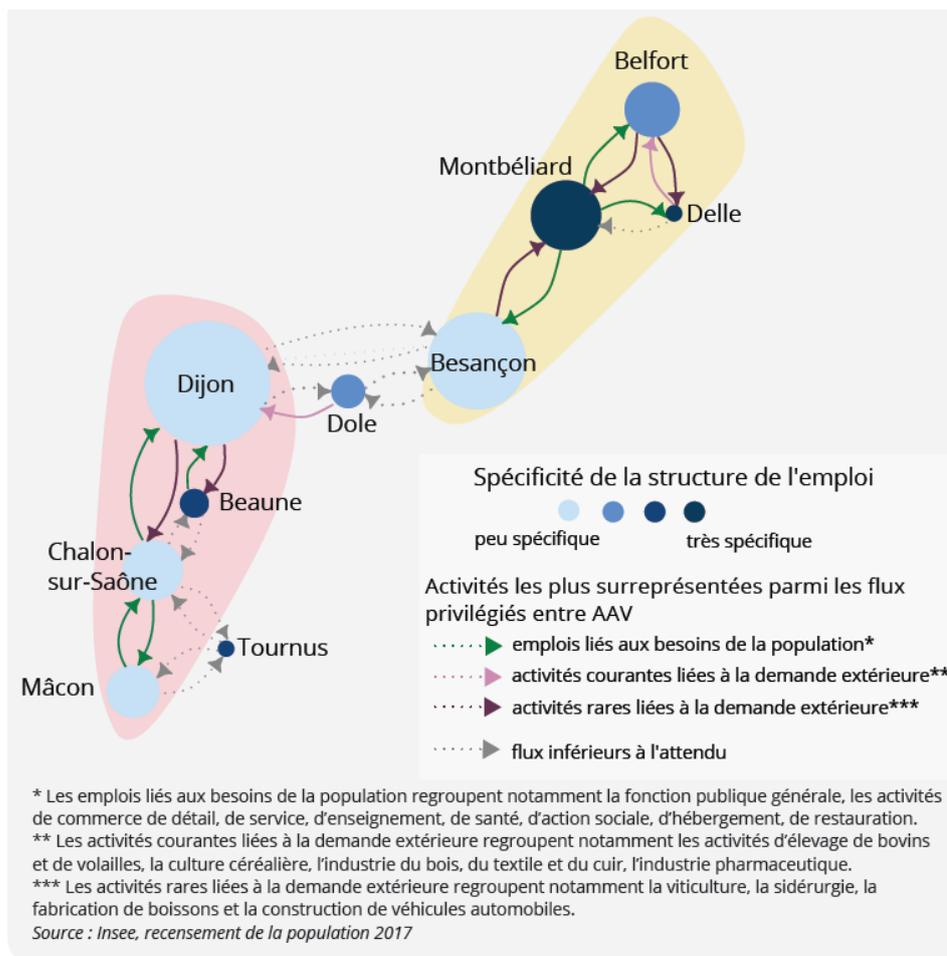 Belfort
Montbéliard
Delle
Besançon
Dijon
Dole
Beaune
Chalon-
sur-Saône
Tournus
Mâcon
Spécificité de la structure de l'emploi
peu spécifique
très spécifique
Activités les plus surreprésentées parmi les flux
privilégiés entre AAV
emplois liés aux besoins de la population*
activités courantes liées à la demande extérieure**
activités rares liées à la demande extérieure***
flux inférieurs à l'attendu
* Les emplois liés aux besoins de la population regroupent notamment la fonction publique générale, les activités
de commerce de détail, de service, d’enseignement, de santé, d’action sociale, d’hébergement, de restauration.
** Les activités courantes liées à la demande extérieure regroupent notamment les activités d’élevage de bovins
et de volailles, la culture céréalière, l’industrie du bois, du textile et du cuir, l’industrie pharmaceutique.
*** Les activités rares liées à la demande extérieure regroupent notamment la viticulture, la sidérurgie, la
fabrication de boissons et la construction de véhicules automobiles.
Source : Insee, recensement de la population 2017